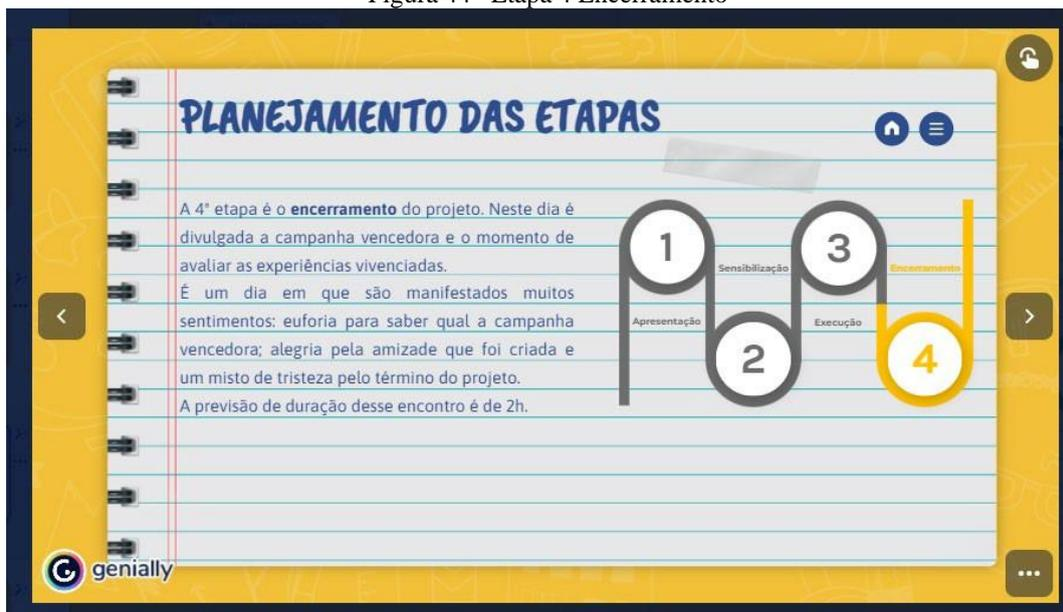 PLANEJAMENTO DAS ETAPAS
A 4ª etapa é o encerramento do projeto. Neste dia é
divulgada a campanha vencedora e o momento de
avaliar as experiências vivenciadas.
É um dia em que são manifestados muitos
sentimentos: euforia para saber qual a campanha
vencedora; alegria pela amizade que foi criada e
um misto de tristeza pelo término do projeto.
A previsão de duração desse encontro é de 2h.
1
3
Sensibilização
Encerramento
Apresentação
Execução
2
4
genially